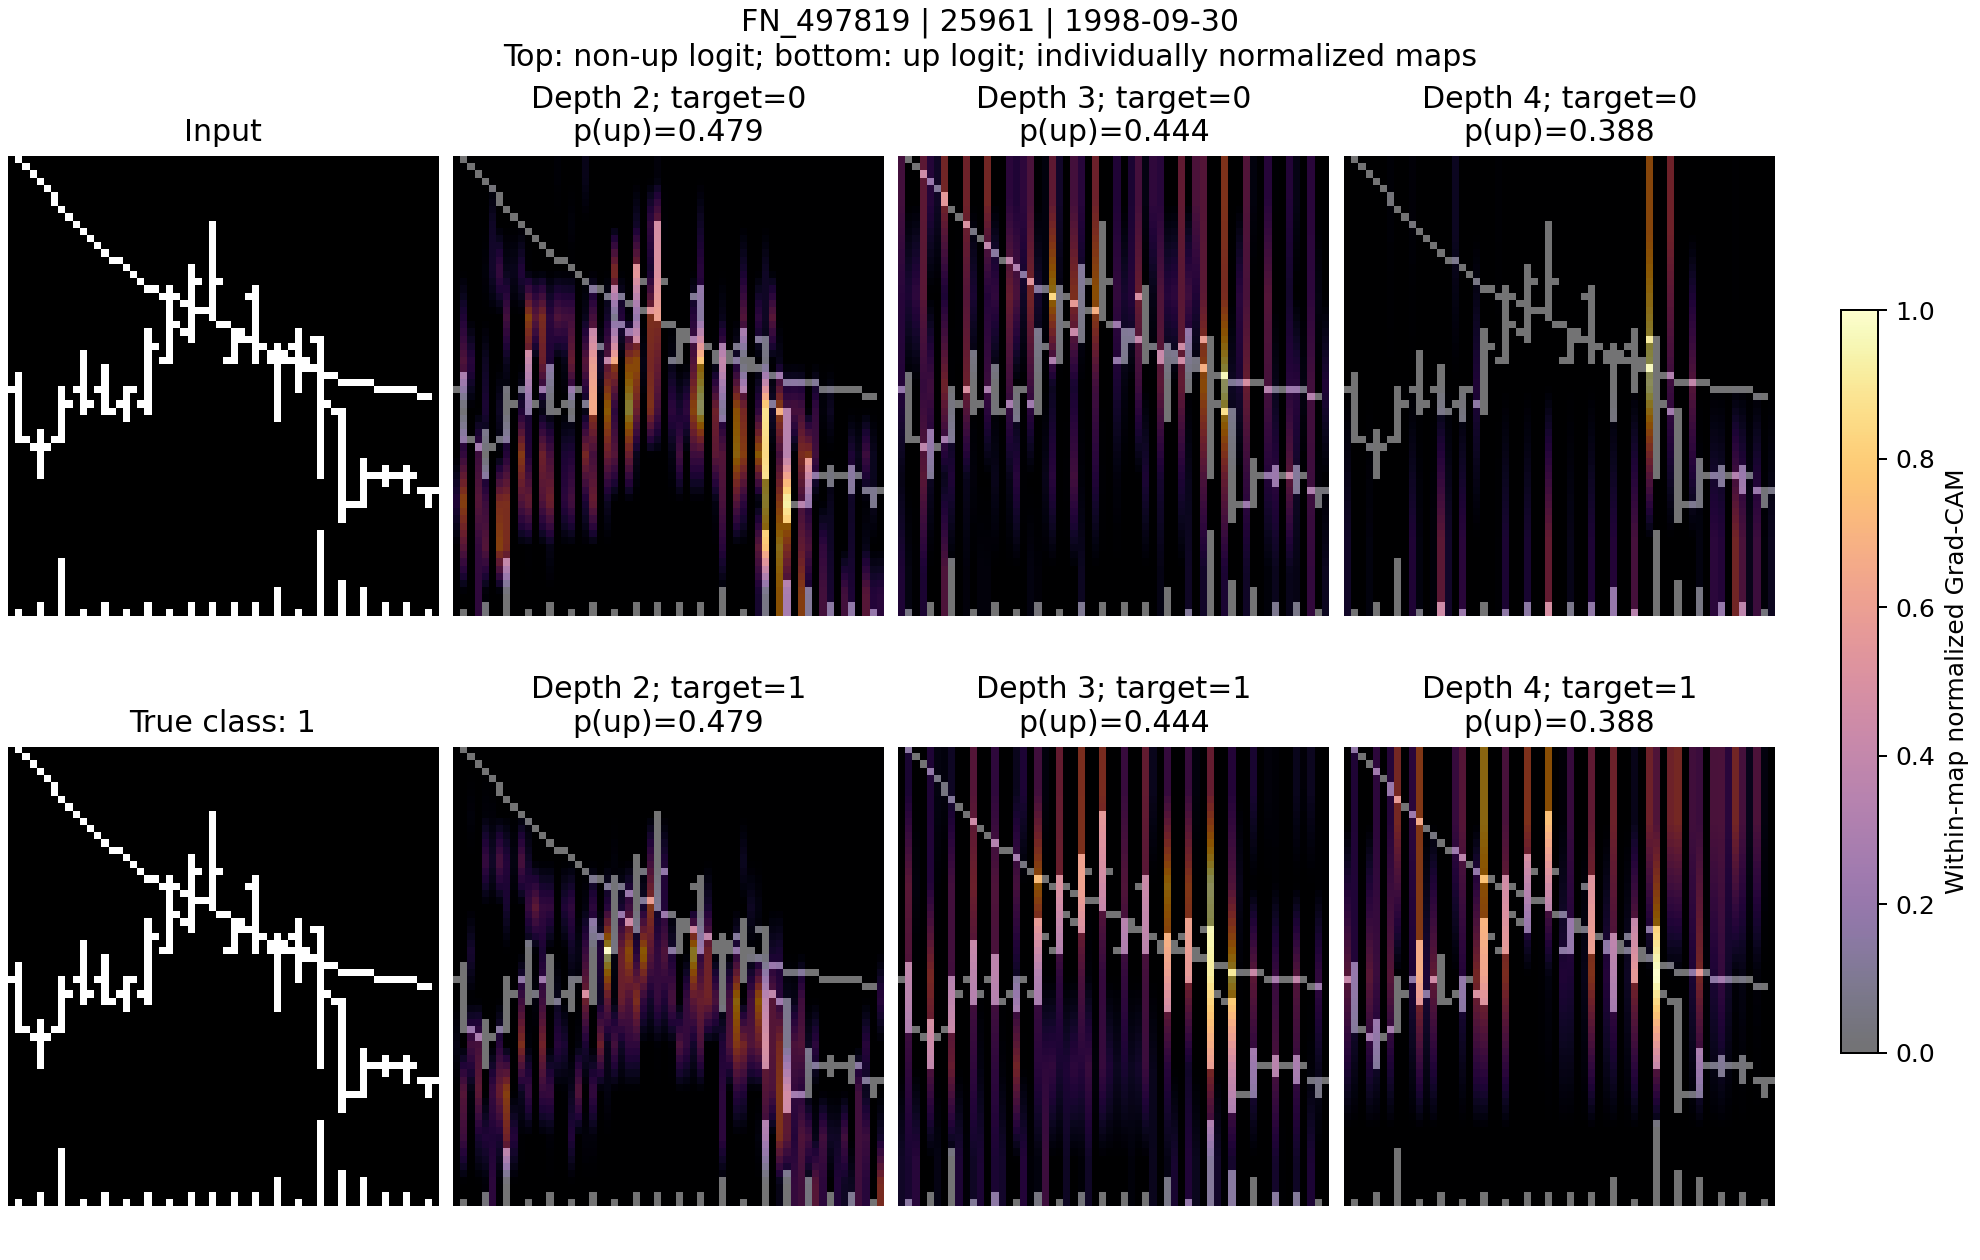 FN_497819 | 25961 | 1998-09-30
Top: non-up logit; bottom: up logit; individually normalized maps
Input
Depth 2; target=0
p(up)=0.479
Depth 3; target=0
p(up)=0.444
Depth 4; target=0
p(up)=0.388
True class: 1
Depth 2; target=1
p(up)=0.479
Depth 3; target=1
p(up)=0.444
Depth 4; target=1
p(up)=0.388
1.0
0.8
0.6
0.4
0.2
0.0
Within-map normalized Grad-CAM